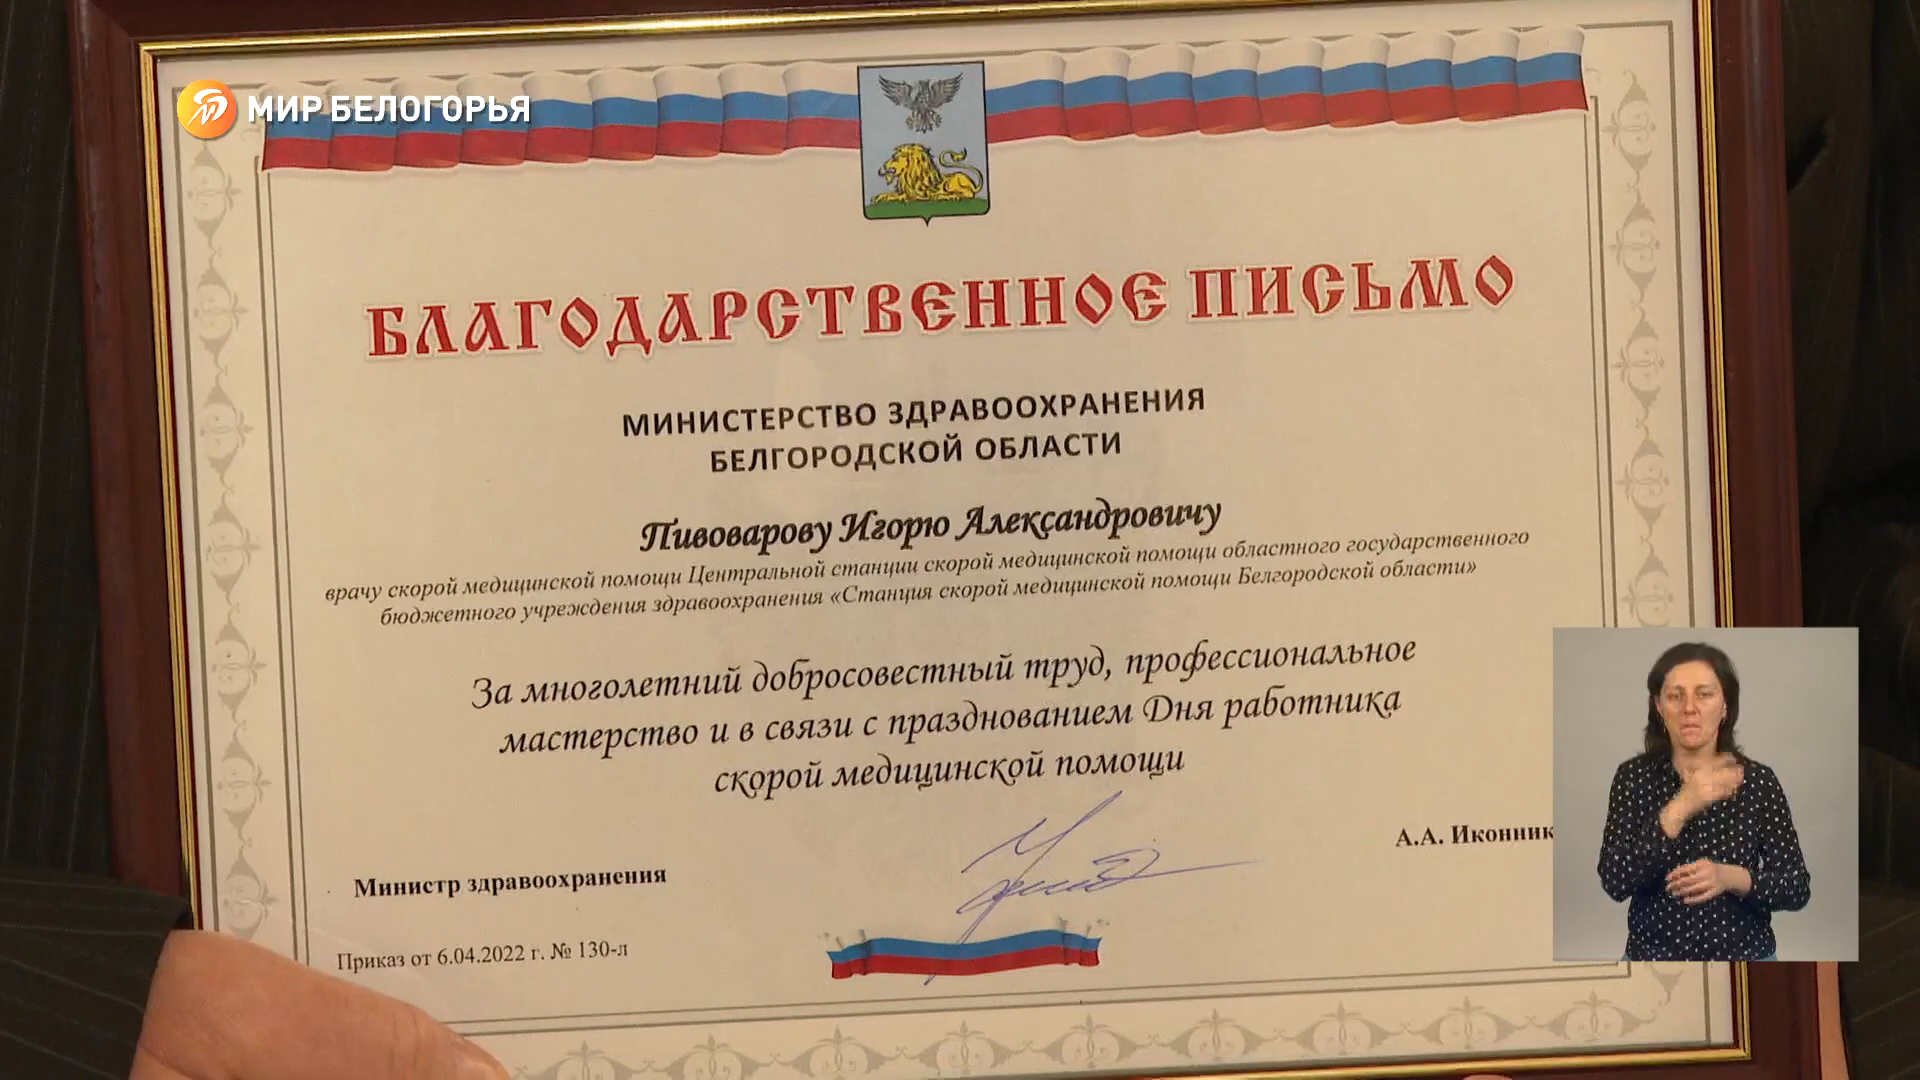 МИР БЕЛОГОРЬЯ
БЛАГОДАРСТВЕННОЕ ПИСЬМО
МИНИСТЕРСТВО ЗДРАВООХРАНЕНИЯ
БЕЛГОРОДСКОЙ ОБЛАСТИ
Пивоварову Игорю Александровичу
врачу скорой медицинской помощи Центральной станции скорой медицинской помощи областного государственного
бюджетного учреждения здравоохранения «Станция скорой медицинской помощи Белгородской области»
За многолетний добросовестный труд, профессиональное
мастерство и в связи с празднованием Дня работника
скорой медицинской помощи
Министр здравоохранения
А.А. Иконник
Приказ от 6.04.2022 г. № 130-л